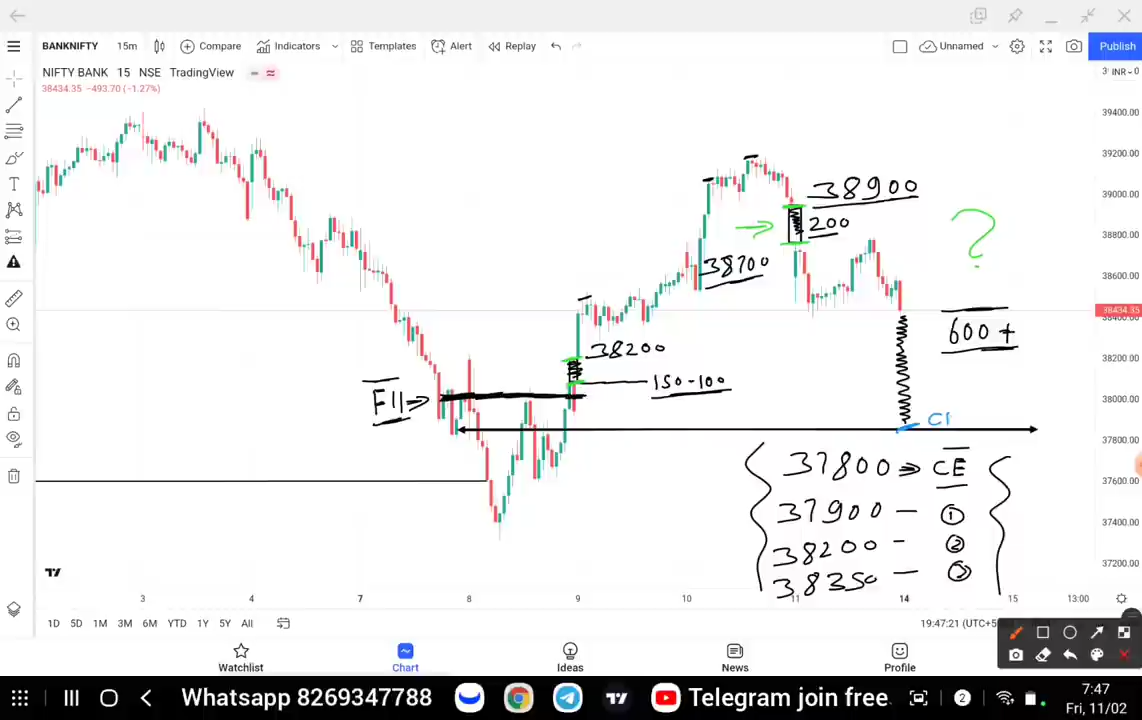 BANKNIFTY 15m Compare Indicators Templates Alert Replay Unnamed Publish
NIFTY BANK 15 NSE TradingView
38434.35 −493.70 (−1.27%)
INR
39400.00
39200.00
39000.00
38800.00
38600.00
38434.35
38400.00
38200.00
38000.00
37800.00
37600.00
37400.00
37200.00
38900
200
38700
?
600+
38200
150-100
FII
37800 CE
37900 — 1
38200 - 2
38350 — 3
3 4 7 8 9 10 11 14 15 13:00
1D 5D 1M 3M 6M YTD 1Y 5Y All
Watchlist Chart Ideas News Profile
Whatsapp 8269347788 Telegram join free 2 7:47
Fri, 11/02